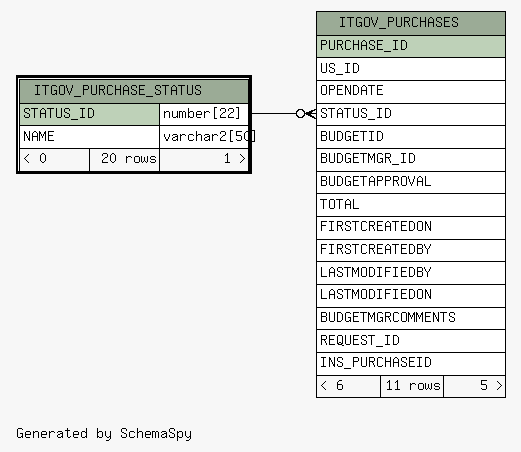 ITGOV_PURCHASE_STATUS
STATUS_ID number[22]
NAME varchar2[50]
< 0 20 rows 1 >
ITGOV_PURCHASES
PURCHASE_ID
US_ID
OPENDATE
STATUS_ID
BUDGETID
BUDGETMGR_ID
BUDGETAPPROVAL
TOTAL
FIRSTCREATEDON
FIRSTCREATEDBY
LASTMODIFIEDBY
LASTMODIFIEDON
BUDGETMGRCOMMENTS
REQUEST_ID
INS_PURCHASEID
< 6 11 rows 5 >
Generated by SchemaSpy